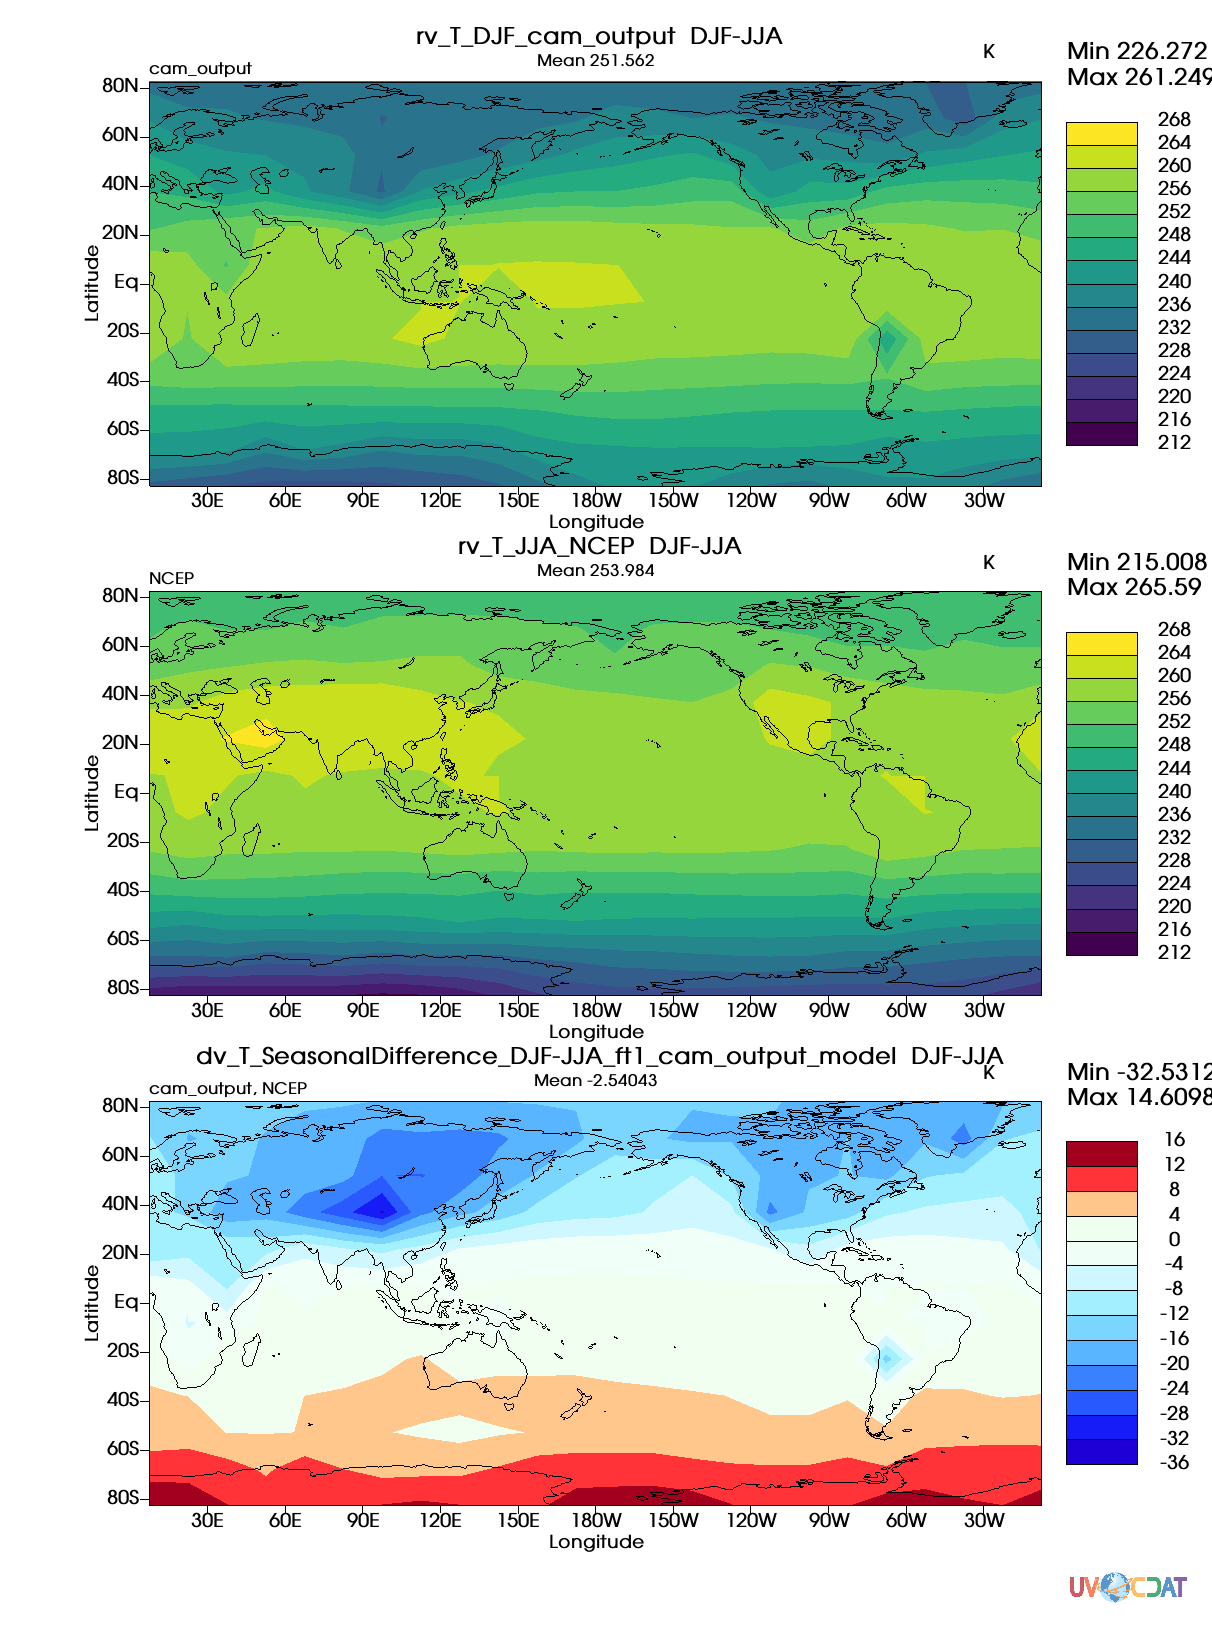 rv_T_DJF_cam_output DJF-JJA
Mean 251.562
K
Min 226.272
Max 261.249
cam_output
80N
60N
40N
20N
Eq
20S
40S
60S
80S
Latitude
30E 60E 90E 120E 150E 180W 150W 120W 90W 60W 30W
Longitude
268
264
260
256
252
248
244
240
236
232
228
224
220
216
212
rv_T_JJA_NCEP DJF-JJA
Mean 253.984
K
Min 215.008
Max 265.59
NCEP
80N
60N
40N
20N
Eq
20S
40S
60S
80S
Latitude
30E 60E 90E 120E 150E 180W 150W 120W 90W 60W 30W
Longitude
268
264
260
256
252
248
244
240
236
232
228
224
220
216
212
dv_T_SeasonalDifference_DJF-JJA_ft1_cam_output_model DJF-JJA
Mean -2.54043
K
Min -32.5312
Max 14.6098
cam_output, NCEP
80N
60N
40N
20N
Eq
20S
40S
60S
80S
Latitude
30E 60E 90E 120E 150E 180W 150W 120W 90W 60W 30W
Longitude
16
12
8
4
0
-4
-8
-12
-16
-20
-24
-28
-32
-36
UV CDAT